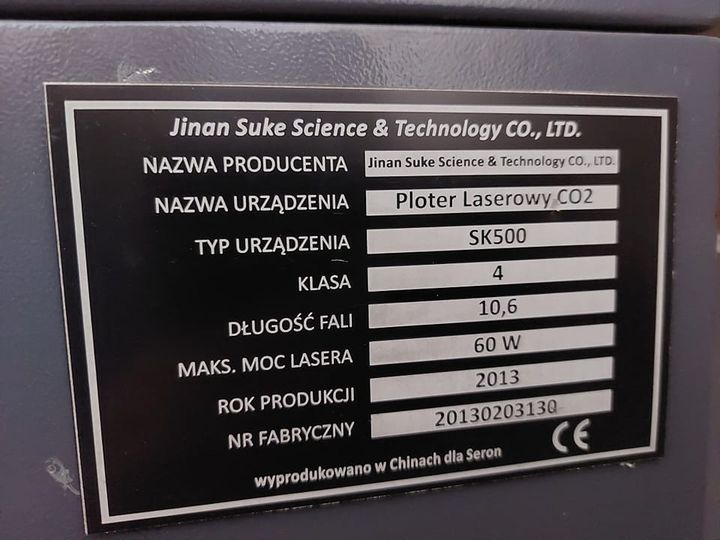 Jinan Suke Science & Technology CO., LTD.
NAZWA PRODUCENTA Jinan Suke Science & Technology CO., LTD.
NAZWA URZĄDZENIA Ploter Laserowy CO2
TYP URZĄDZENIA SK500
KLASA 4
DŁUGOŚĆ FALI 10,6
MAKS. MOC LASERA 60 W
ROK PRODUKCJI 2013
NR FABRYCZNY 2013020313Q
CE
wyprodukowano w Chinach dla Seron